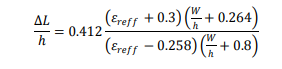 ΔL/h = 0.412 (ε_reff + 0.3)(W/h + 0.264) / (ε_reff − 0.258)(W/h + 0.8)